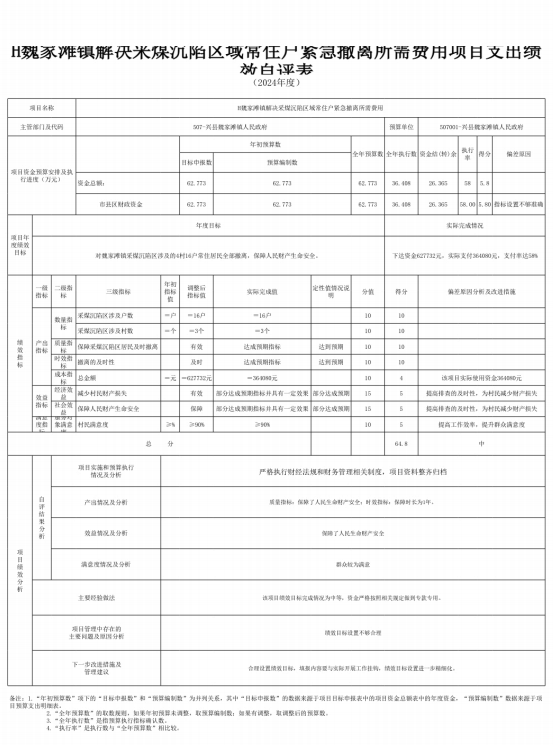 H魏家滩镇解决采煤沉陷区域常住户紧急撤离所需费用项目支出绩
效自评表
（2024年度）
项目名称 H魏家滩镇解决采煤沉陷区域常住户紧急撤离所需费用
主管部门及代码 507-兴县魏家滩镇人民政府 预算单位 507001-兴县魏家滩镇人民政府
项目资金预算安排及执行进度（万元） 年初预算数 全年预算数 全年执行数 资金结(转)余 执行率 得分 偏差原因
目标申报数 预算编制数
资金总额: 62.773 62.773 62.773 36.408 26.365 58 5.8
市县区财政资金 62.773 62.773 62.773 36.408 26.365 58.00 5.80 指标设置不够准确
项目年度绩效目标 年度目标 实际完成情况
对魏家滩镇采煤沉陷区涉及的4村16户常住居民全部搬离，保障人民财产生命安全。 下达资金627732元，实际支付364080元，支付率达58%
绩效指标 一级指标 二级指标 三级指标 年初指标值 调整后指标值 实际完成值 定性值情况说明 分值 得分 偏差原因分析及改进措施
产出指标 数量指标 采煤沉陷区涉及户数 =户 =16户 =16户 10 10
采煤沉陷区涉及村数 =个 =3个 =3个 10 10
质量指标 保障采煤沉陷区居民及时撤离 有效 达成预期指标 达到预期 10 10
时效指标 撤离的及时性 及时 达成预期指标 达到预期 10 10
成本指标 总金额 =元 =627732元 =364080元 10 4 该项目实际使用资金364080元
效益指标 经济效益 减少村民财产损失 有效 部分达成预期指标并具有一定效果 部分达成预期 15 5 提高排查的及时性，为村民减少财产损失
社会效益 保障人民财产生命安全 保障 部分达成预期指标并具有一定效果 部分达成预期 15 5 提高排查的及时性，为村民减少财产损失
满意度指标 服务对象满意度 村民满意度 ≥% ≥90% ≥90% 10 5 提高工作效率，提升群众满意度
总 分 64.8 中
项目绩效分析 自评结果分析 项目实施和预算执行情况及分析 严格执行财经法规和财务管理相关制度，项目资料整齐归档
产出情况及分析 质量指标：保障了人民生命财产安全；时效指标：保障时长为1年。
效益情况及分析 保障了人民生命财产安全
满意度情况及分析 群众较为满意
主要经验做法 该项目绩效目标完成情况为中等，资金严格按照相关规定做到专款专用。
项目管理中存在的主要问题及原因分析 绩效目标设置不够合理
下一步改进措施及管理建议 合理设置绩效目标，填报内容要与实际开展工作挂钩，绩效目标设置进一步精细化。
备注：1.“年初预算数”项下的“目标申报数”和“预算编制数”为并列关系，其中“目标申报数”的数据来源于项目目标申报表中的项目资金总额表中的年度资金，“预算编制数”数据来源于项
目预算支出明细表。
2.“全年预算数”的取数规则，如果年初预算未调整，取预算编制数；如果有调整，取调整后的预算数。
3.“全年执行数”是指预算执行指标确认数。
4.“执行率”是执行数与“全年预算数”相比较。